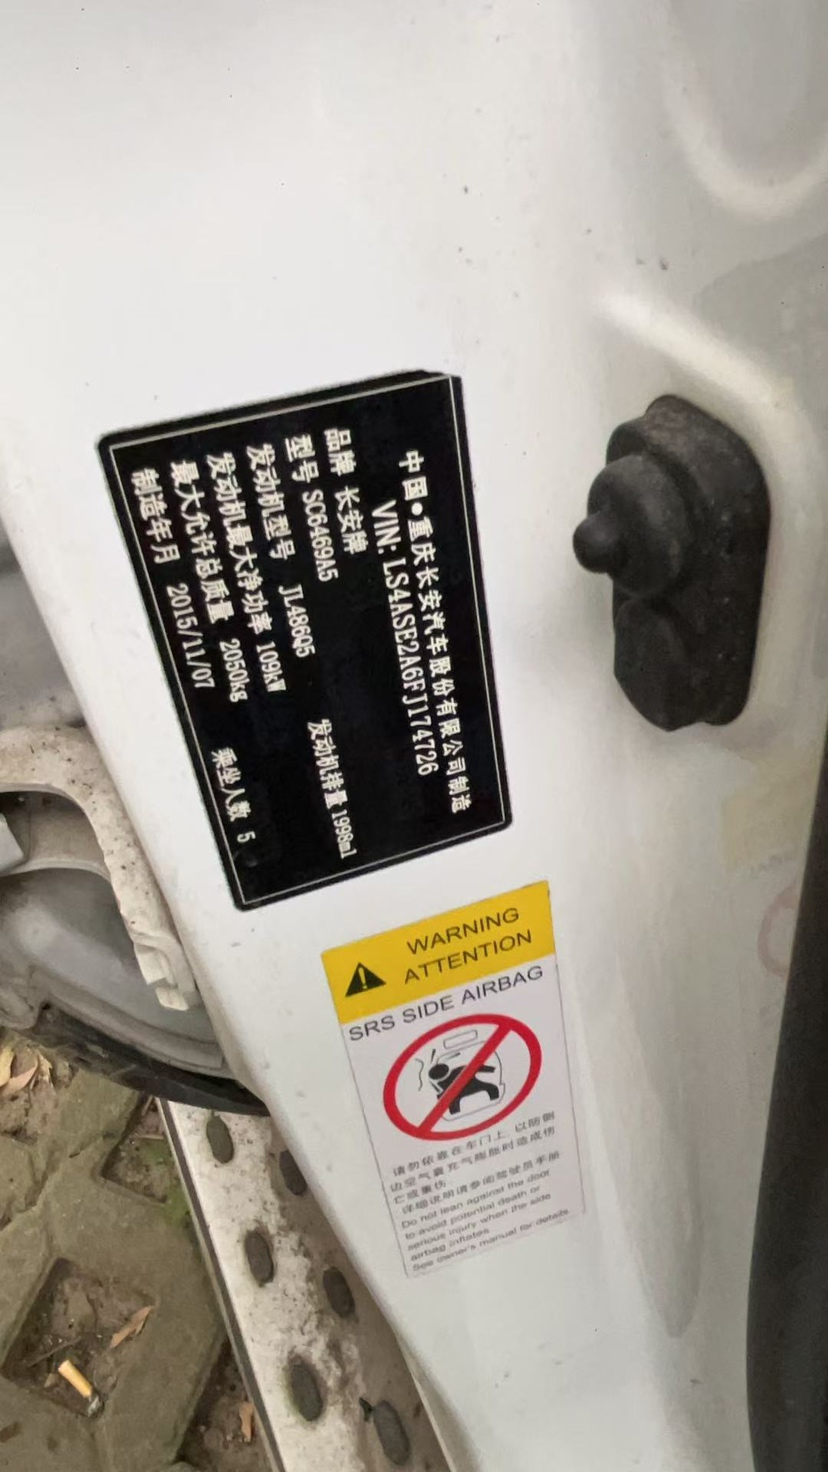 中国•重庆长安汽车股份有限公司制造
VIN: LS4ASE2A6FJ174726
品牌 长安牌
型号 SC6469A5 发动机排量 1998ml
发动机型号 JL486Q5
发动机最大净功率 109kW
最大允许总质量 2050kg 乘坐人数 5
制造年月 2015/11/07
WARNING
ATTENTION
SRS SIDE AIRBAG
请勿依靠在车门上, 以防侧
边空气囊充气膨胀时造成伤
亡或重伤.
详细说明请参阅驾驶员手册
Do not lean against the door
to avoid potential death or
serious injury when the side
airbag inflates.
See owner's manual for details.